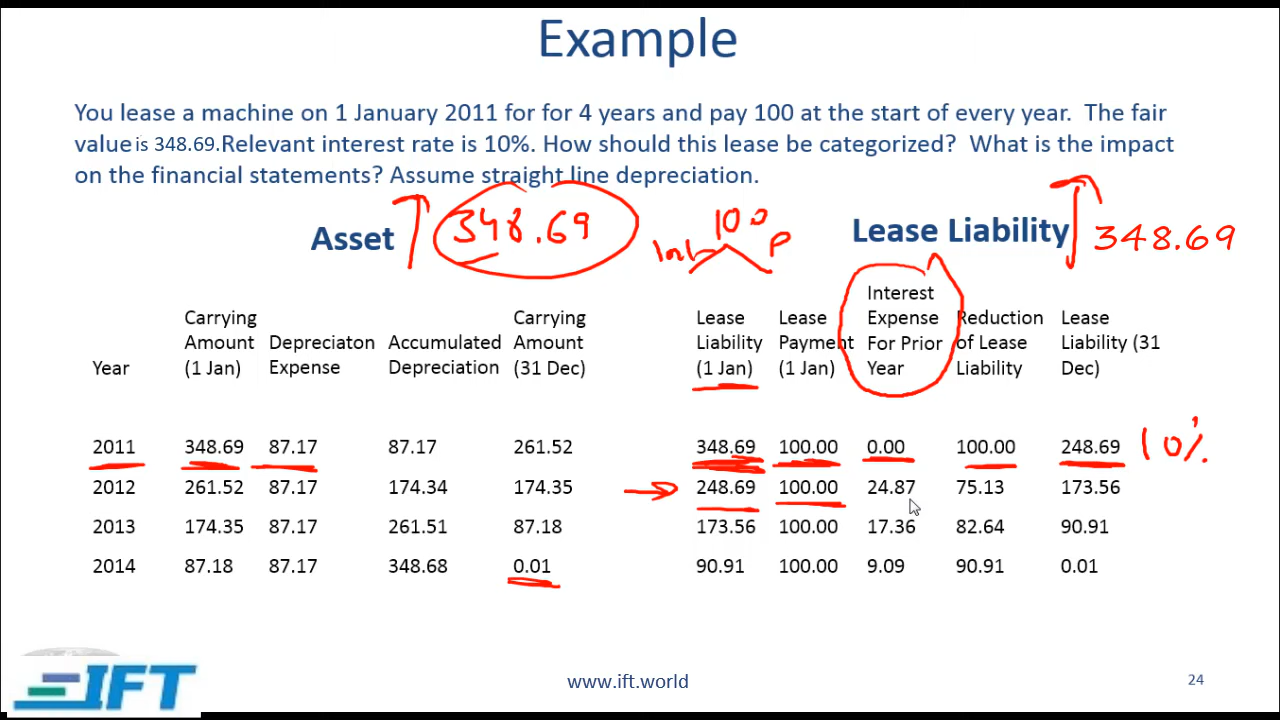 Example
You lease a machine on 1 January 2011 for for 4 years and pay 100 at the start of every year. The fair
value is 348.69.Relevant interest rate is 10%. How should this lease be categorized? What is the impact
on the financial statements? Assume straight line depreciation.
Asset 348.69 100 Lease Liability 348.69
Int P
Interest
Carrying Carrying Lease Lease Expense Reduction Lease
Amount Depreciaton Accumulated Amount Liability Payment For Prior of Lease Liability (31
Year (1 Jan) Expense Depreciation (31 Dec) (1 Jan) (1 Jan) Year Liability Dec)
2011 348.69 87.17 87.17 261.52 348.69 100.00 0.00 100.00 248.69 10%
2012 261.52 87.17 174.34 174.35 248.69 100.00 24.87 75.13 173.56
2013 174.35 87.17 261.51 87.18 173.56 100.00 17.36 82.64 90.91
2014 87.18 87.17 348.68 0.01 90.91 100.00 9.09 90.91 0.01
IFT
www.ift.world
24